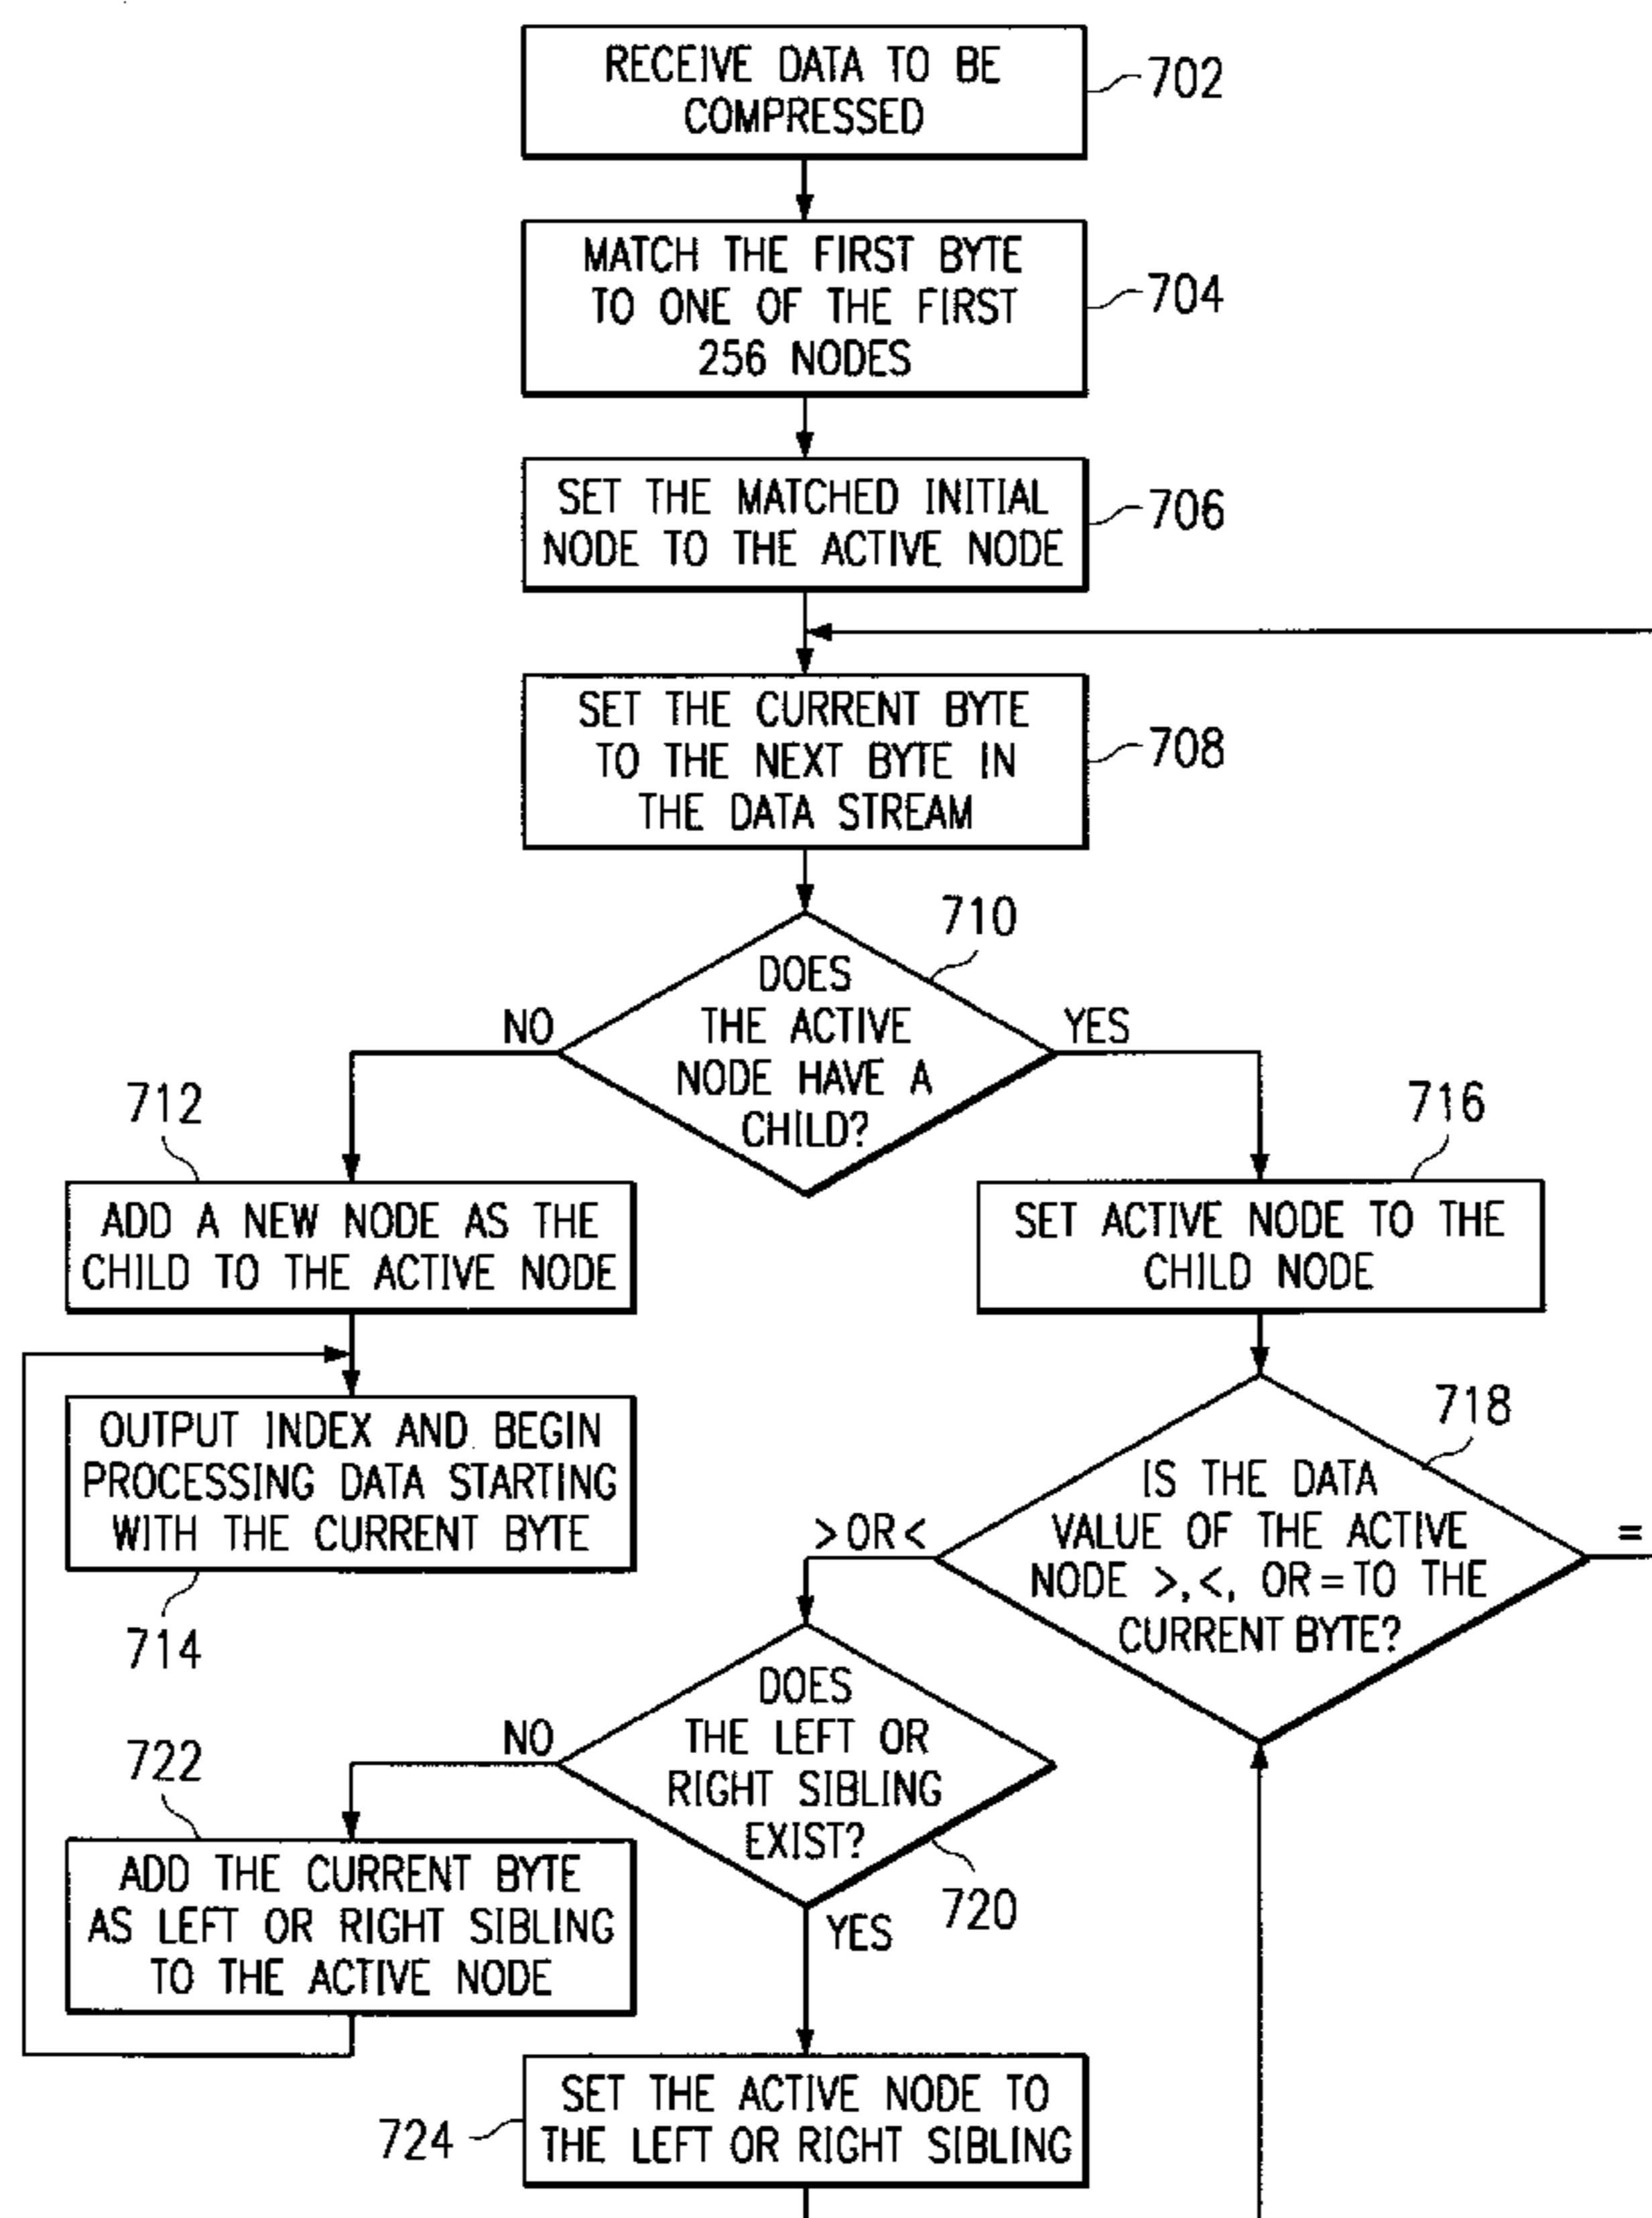 RECEIVE DATA TO BE
COMPRESSED
702
MATCH THE FIRST BYTE
TO ONE OF THE FIRST
256 NODES
704
SET THE MATCHED INITIAL
NODE TO THE ACTIVE NODE
706
SET THE CURRENT BYTE
TO THE NEXT BYTE IN
THE DATA STREAM
708
710
DOES
THE ACTIVE
NODE HAVE A
CHILD?
NO
YES
712
ADD A NEW NODE AS THE
CHILD TO THE ACTIVE NODE
716
SET ACTIVE NODE TO THE
CHILD NODE
OUTPUT INDEX AND BEGIN
PROCESSING DATA STARTING
WITH THE CURRENT BYTE
714
718
IS THE DATA
VALUE OF THE ACTIVE
NODE >,<, OR = TO THE
CURRENT BYTE?
> OR <
=
DOES
THE LEFT OR
RIGHT SIBLING
EXIST?
NO
720
YES
722
ADD THE CURRENT BYTE
AS LEFT OR RIGHT SIBLING
TO THE ACTIVE NODE
SET THE ACTIVE NODE TO
THE LEFT OR RIGHT SIBLING
724